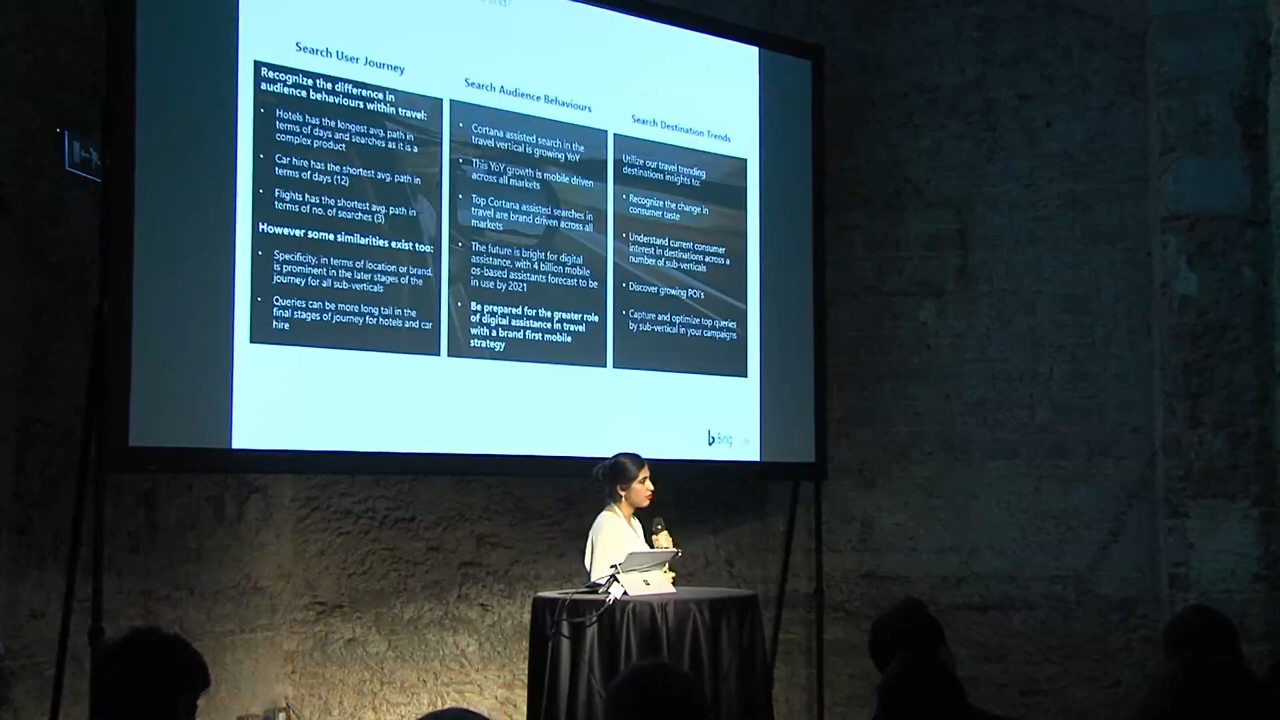 Search User Journey
Recognize the difference in
audience behaviours within travel:
• Hotels has the longest avg. path in
terms of days and searches as it is a
complex product
• Car hire has the shortest avg. path in
terms of days (12)
• Flights has the shortest avg. path in
terms of no. of searches (3)
However some similarities exist too:
• Specificity, in terms of location or brand,
is prominent in the later stages of the
journey for all sub-verticals
• Queries can be more long tail in the
final stages of journey for hotels and car
hire
Search Audience Behaviours
• Cortana assisted search in the
travel vertical is growing YoY
• This YoY growth is mobile driven
across all markets
• Top Cortana assisted searches in
travel are brand driven across all
markets
• The future is bright for digital
assistance, with 4 billion mobile
os-based assistants forecast to be
in use by 2021
• Be prepared for the greater role
of digital assistance in travel
with a brand first mobile
strategy
Search Destination Trends
Utilize our travel trending
destinations insights to:
• Recognize the change in
consumer taste
• Understand current consumer
interest in destinations across a
number of sub-verticals
• Discover growing POI's
• Capture and optimize top queries
by sub-vertical in your campaigns
Bing